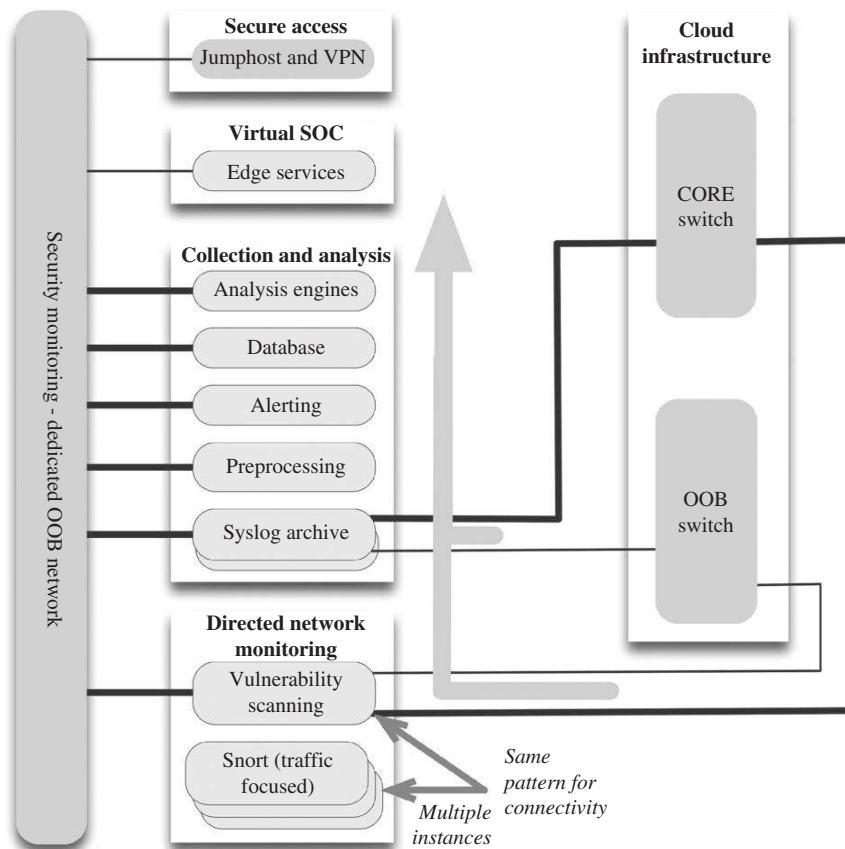 Security monitoring - dedicated OOB network
Secure access
Jumphost and VPN
Virtual SOC
Edge services
Collection and analysis
Analysis engines
Database
Alerting
Preprocessing
Syslog archive
Directed network
monitoring
Vulnerability
scanning
Snort (traffic
focused)
Multiple
instances
Same
pattern for
connectivity
Cloud
infrastructure
CORE
switch
OOB
switch